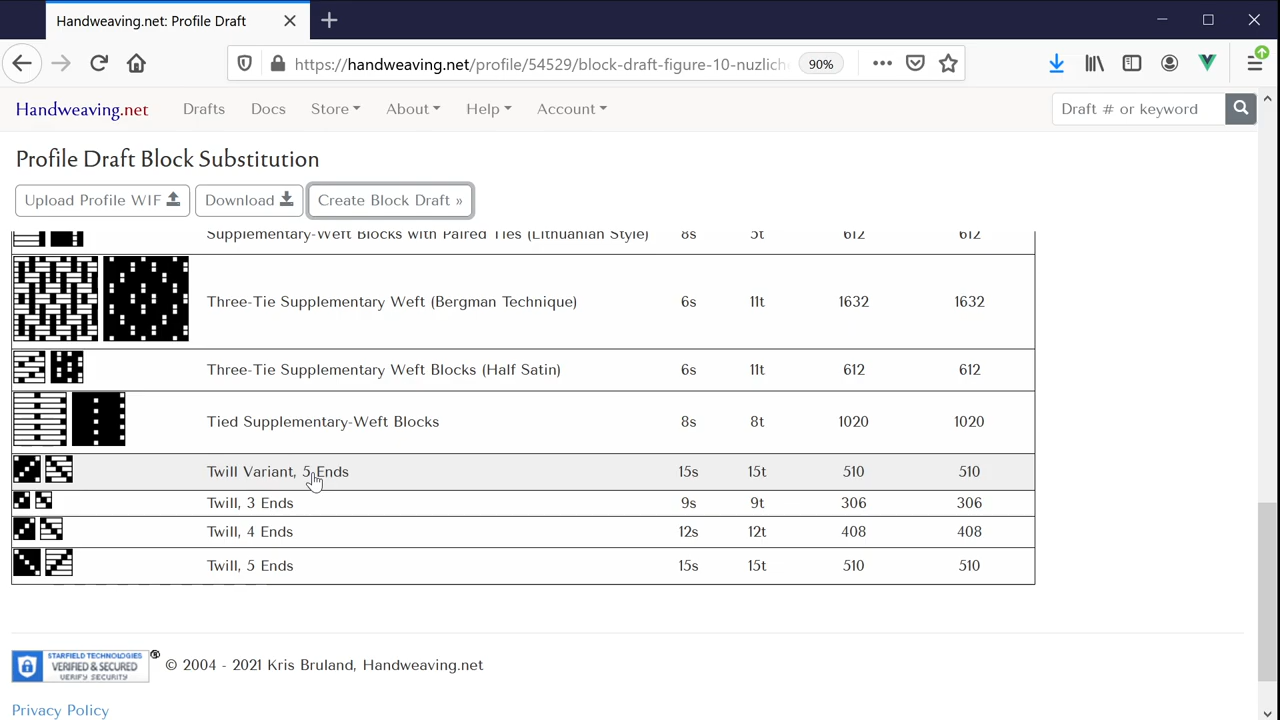 Handweaving.net: Profile Draft
https://handweaving.net/profile/54529/block-draft-figure-10-nuzlich
90%
Handweaving.net Drafts Docs Store About Help Account Draft # or keyword
Profile Draft Block Substitution
Upload Profile WIF Download Create Block Draft »
Supplementary-Weft Blocks with Paired Ties (Lithuanian Style) 8s 5t 612 612
Three-Tie Supplementary Weft (Bergman Technique) 6s 11t 1632 1632
Three-Tie Supplementary Weft Blocks (Half Satin) 6s 11t 612 612
Tied Supplementary-Weft Blocks 8s 8t 1020 1020
Twill Variant, 5 Ends 15s 15t 510 510
Twill, 3 Ends 9s 9t 306 306
Twill, 4 Ends 12s 12t 408 408
Twill, 5 Ends 15s 15t 510 510
STARFIELD TECHNOLOGIES
VERIFIED & SECURED
VERIFY SECURITY
® © 2004 - 2021 Kris Bruland, Handweaving.net
Privacy Policy